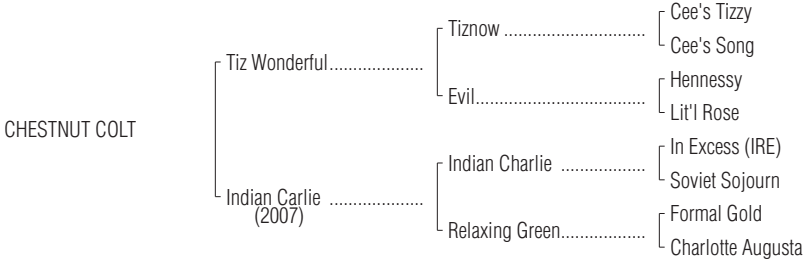 Cee's Tizzy
Tiznow ..............................
Cee's Song
Tiz Wonderful....................
Hennessy
Evil....................................
Lit'l Rose
CHESTNUT COLT
In Excess (IRE)
Indian Charlie ..................
Soviet Sojourn
Indian Carlie ....................
(2007)
Formal Gold
Relaxing Green..................
Charlotte Augusta